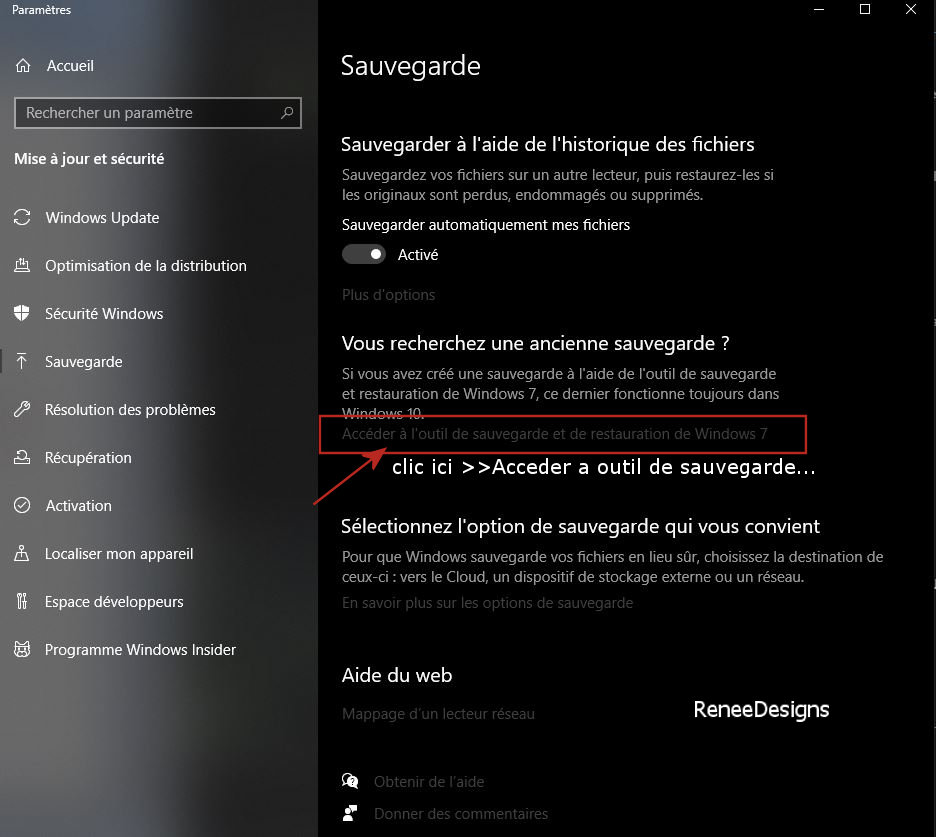 Paramètres
Accueil
Rechercher un paramètre
Mise à jour et sécurité
Windows Update
Optimisation de la distribution
Sécurité Windows
Sauvegarde
Résolution des problèmes
Récupération
Activation
Localiser mon appareil
Espace développeurs
Programme Windows Insider
Sauvegarde
Sauvegarder à l'aide de l'historique des fichiers
Sauvegardez vos fichiers sur un autre lecteur, puis restaurez-les si
les originaux sont perdus, endommagés ou supprimés.
Sauvegarder automatiquement mes fichiers
Activé
Plus d'options
Vous recherchez une ancienne sauvegarde ?
Si vous avez créé une sauvegarde à l'aide de l'outil de sauvegarde
et restauration de Windows 7, ce dernier fonctionne toujours dans
Windows 10.
Accéder à l'outil de sauvegarde et de restauration de Windows 7
clic ici >>Acceder a outil de sauvegarde...
Sélectionnez l'option de sauvegarde qui vous convient
Pour que Windows sauvegarde vos fichiers en lieu sûr, choisissez la destination de
ceux-ci : vers le Cloud, un dispositif de stockage externe ou un réseau.
En savoir plus sur les options de sauvegarde
Aide du web
Mappage d'un lecteur réseau
ReneeDesigns
Obtenir de l'aide
Donner des commentaires